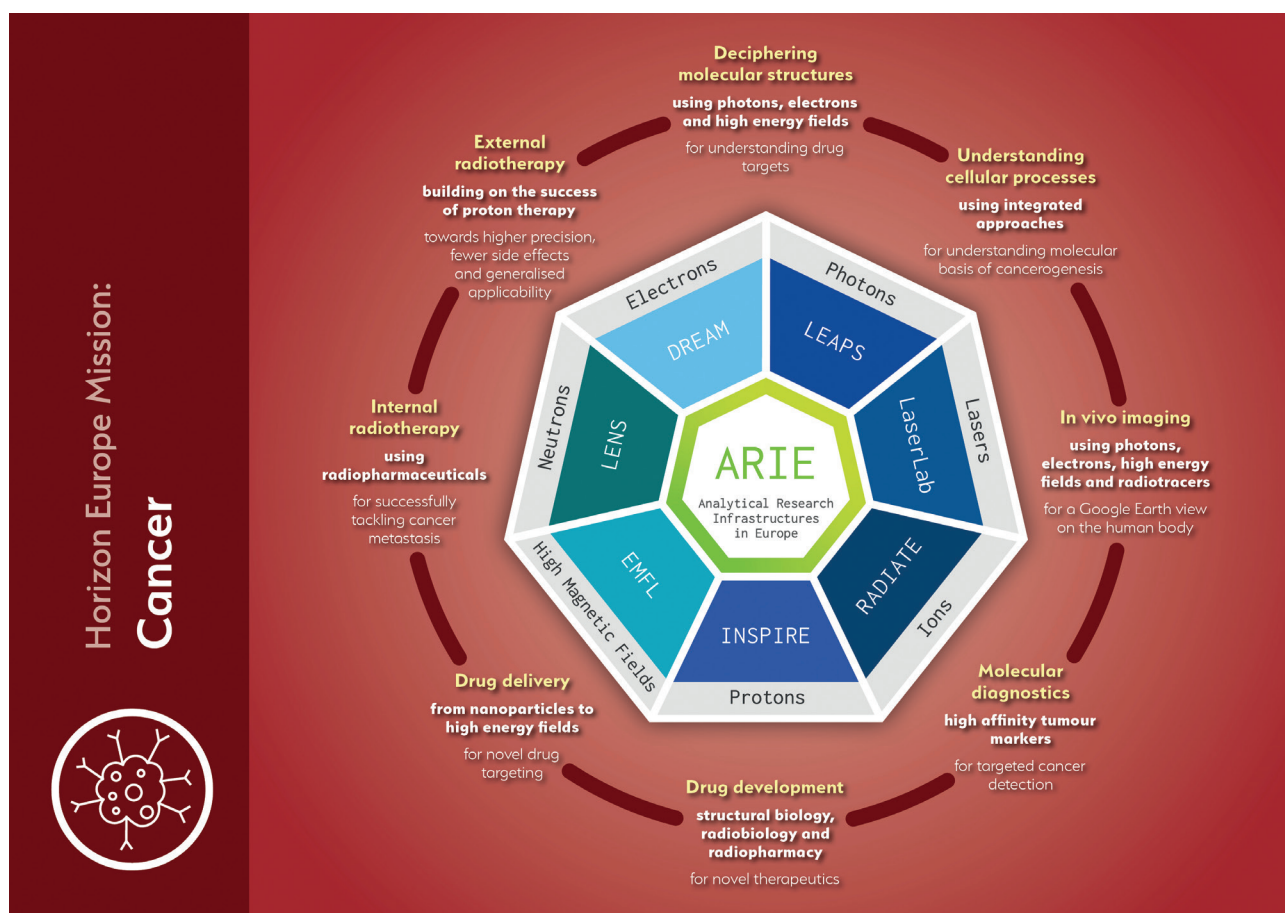 Horizon Europe Mission:
Cancer
Deciphering
molecular structures
using photons, electrons
and high energy fields
for understanding drug
targets
Understanding
cellular processes
using integrated
approaches
for understanding molecular
basis of cancerogenesis
In vivo imaging
using photons,
electrons, high energy
fields and radiotracers
for a Google Earth view
on the human body
Molecular
diagnostics
high affinity tumour
markers
for targeted cancer
detection
Drug development
structural biology,
radiobiology and
radiopharmacy
for novel therapeutics
Drug delivery
from nanoparticles to
high energy fields
for novel drug
targeting
Internal
radiotherapy
using
radiopharmaceuticals
for successfully
tackling cancer
metastasis
External
radiotherapy
building on the success
of proton therapy
towards higher precision,
fewer side effects
and generalised
applicability
Electrons
DREAM
Photons
LEAPS
Lasers
LaserLab
Ions
RADIATE
Protons
INSPIRE
High Magnetic Fields
EMFL
Neutrons
LENS
ARIE
Analytical Research
Infrastructures
in Europe